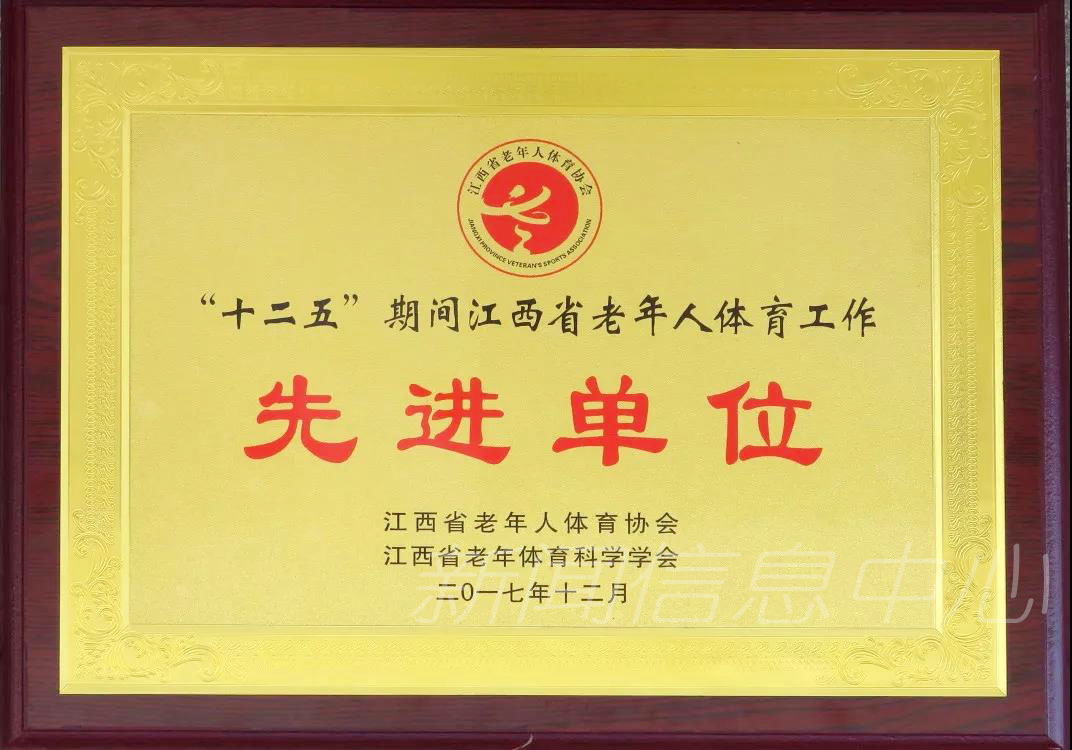 江西省老年人体育协会
JIANGXI PROVINCE VETERAN'S SPORTS ASSOCIATION
“十二五”期间江西省老年人体育工作
先进单位
江西省老年人体育协会
江西省老年体育科学学会
二0一七年十二月
新闻信息中心